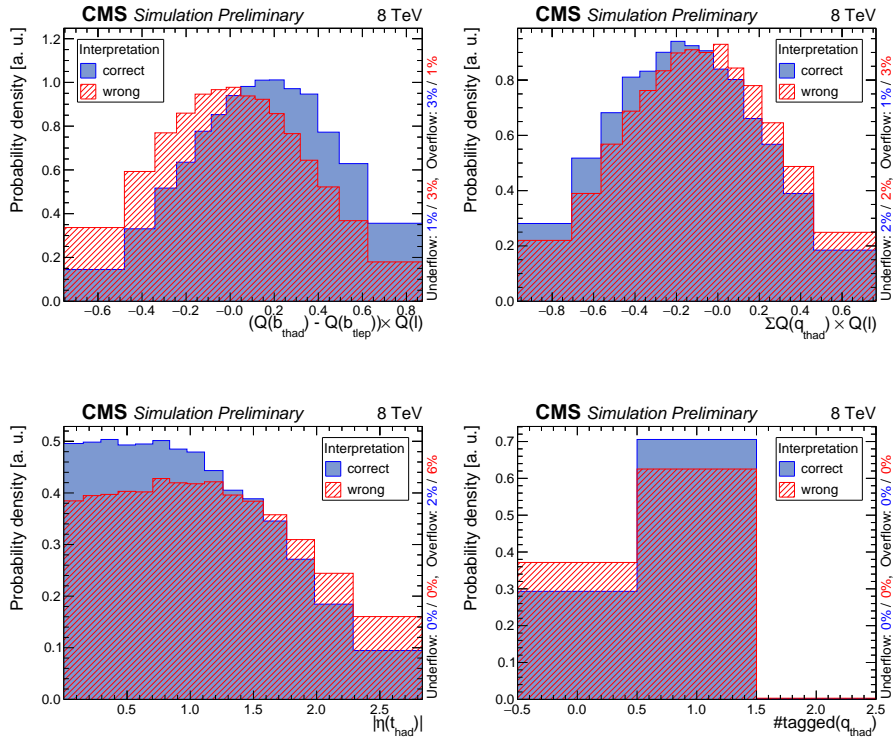 CMS Simulation Preliminary 8 TeV
Probability density [a. u.]
1.2
1.0
0.8
0.6
0.4
0.2
0.0
Interpretation
correct
wrong
Underflow: 1% / 3%, Overflow: 3% / 1%
−0.6 −0.4 −0.2 −0.0 0.2 0.4 0.6 0.8
(Q(b_thad) - Q(b_tlep)) × Q(l)
CMS Simulation Preliminary 8 TeV
Probability density [a. u.]
0.8
0.6
0.4
0.2
0.0
Interpretation
correct
wrong
Underflow: 2% / 2%, Overflow: 1% / 3%
−0.8 −0.6 −0.4 −0.2 −0.0 0.2 0.4 0.6
ΣQ(q_thad) × Q(l)
CMS Simulation Preliminary 8 TeV
Probability density [a. u.]
0.5
0.4
0.3
0.2
0.1
0.0
Interpretation
correct
wrong
Underflow: 0% / 0%, Overflow: 2% / 6%
0.5 1.0 1.5 2.0 2.5
|η(t_had)|
CMS Simulation Preliminary 8 TeV
Probability density [a. u.]
0.7
0.6
0.5
0.4
0.3
0.2
0.1
0.0
Interpretation
correct
wrong
Underflow: 0% / 0%, Overflow: 0% / 0%
−0.5 0.0 0.5 1.0 1.5 2.0 2.5
#tagged(q_thad)